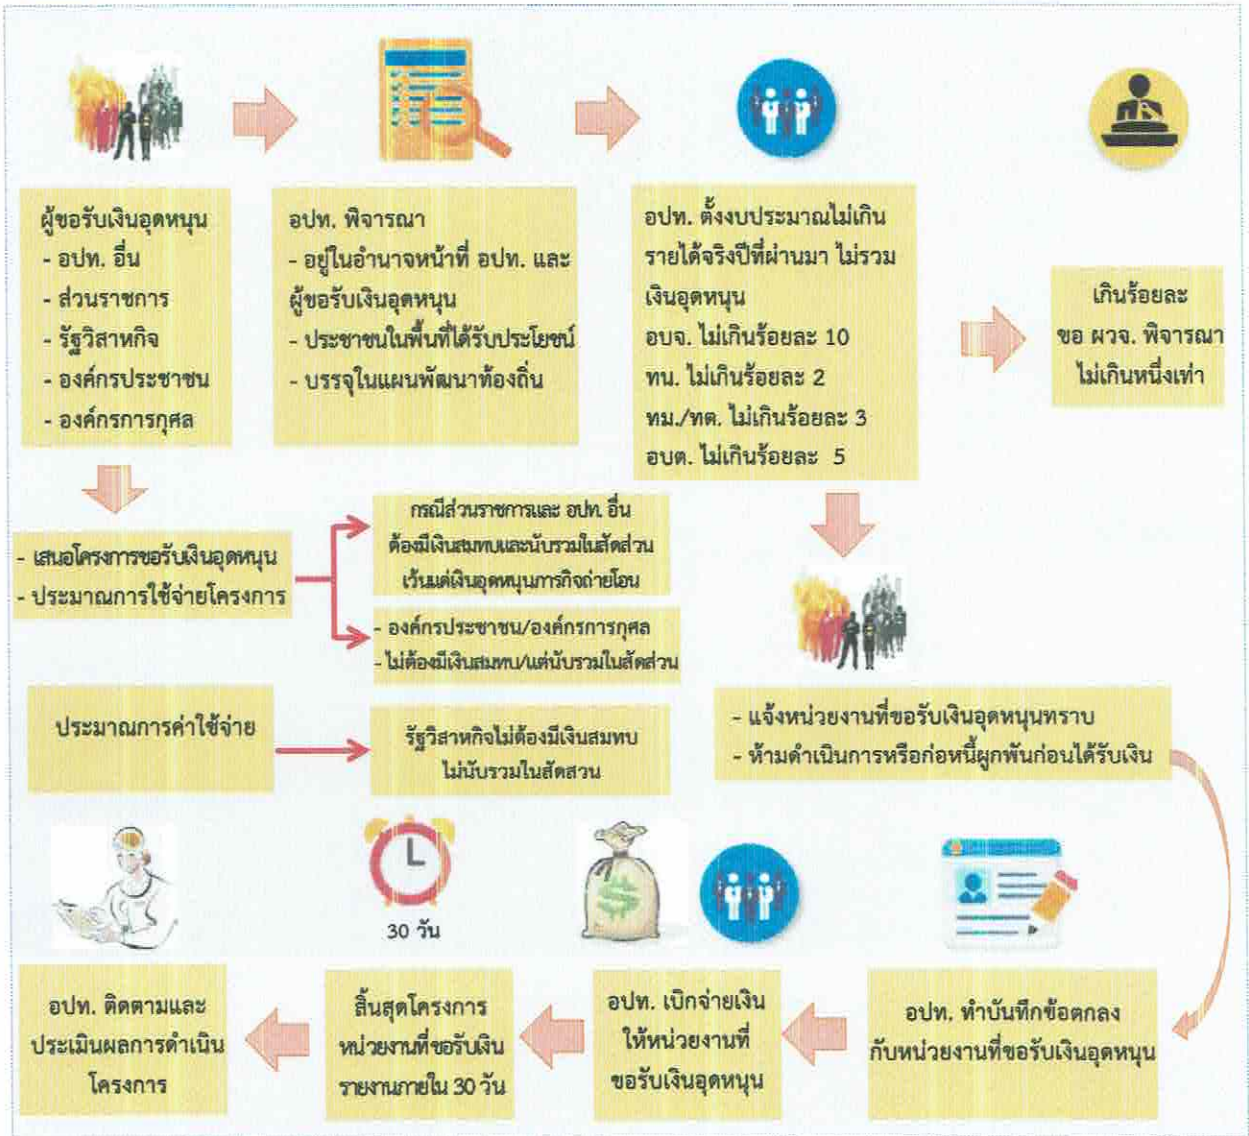 ผู้ขอรับเงินอุดหนุน
- อปท. อื่น
- ส่วนราชการ
- รัฐวิสาหกิจ
- องค์กรประชาชน
- องค์กรการกุศล
อปท. พิจารณา
- อยู่ในอำนาจหน้าที่ อปท. และ
ผู้ขอรับเงินอุดหนุน
- ประชาชนในพื้นที่ได้รับประโยชน์
- บรรจุในแผนพัฒนาท้องถิ่น
อปท. ตั้งงบประมาณไม่เกิน
รายได้จริงปีที่ผ่านมา ไม่รวม
เงินอุดหนุน
อบจ. ไม่เกินร้อยละ 10
ทน. ไม่เกินร้อยละ 2
ทม./ทต. ไม่เกินร้อยละ 3
อบต. ไม่เกินร้อยละ 5
เกินร้อยละ
ขอ ผวจ. พิจารณา
ไม่เกินหนึ่งเท่า
- เสนอโครงการขอรับเงินอุดหนุน
- ประมาณการใช้จ่ายโครงการ
กรณีส่วนราชการและ อปท. อื่น
ต้องมีเงินสมทบและนับรวมในสัดส่วน
เว้นแต่เงินอุดหนุนภารกิจถ่ายโอน
- องค์กรประชาชน/องค์กรการกุศล
- ไม่ต้องมีเงินสมทบ/แต่นับรวมในสัดส่วน
ประมาณการค่าใช้จ่าย
รัฐวิสาหกิจไม่ต้องมีเงินสมทบ
ไม่นับรวมในสัดสวน
- แจ้งหน่วยงานที่ขอรับเงินอุดหนุนทราบ
- ห้ามดำเนินการหรือก่อหนี้ผูกพันก่อนได้รับเงิน
30 วัน
อปท. ติดตามและ
ประเมินผลการดำเนิน
โครงการ
สิ้นสุดโครงการ
หน่วยงานที่ขอรับเงิน
รายงานภายใน 30 วัน
อปท. เบิกจ่ายเงิน
ให้หน่วยงานที่
ขอรับเงินอุดหนุน
อปท. ทำบันทึกข้อตกลง
กับหน่วยงานที่ขอรับเงินอุดหนุน